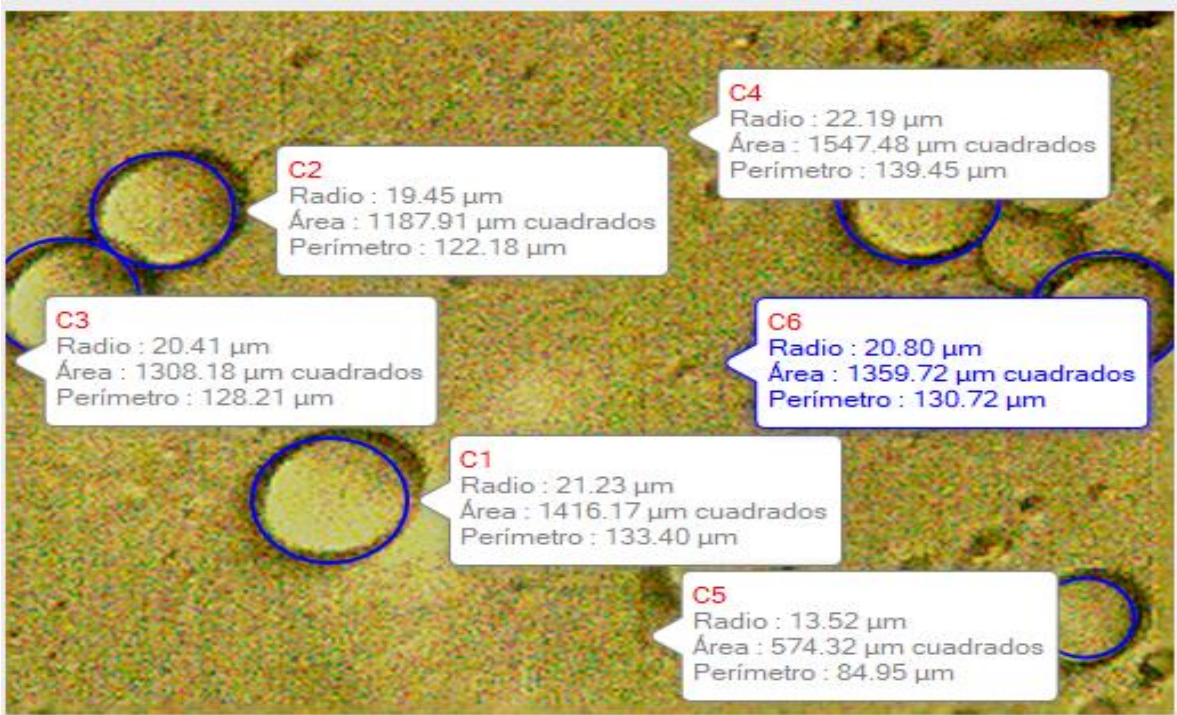 C4
Radio : 22.19 µm
Área : 1547.48 µm cuadrados
Perímetro : 139.45 µm
C2
Radio : 19.45 µm
Área : 1187.91 µm cuadrados
Perímetro : 122.18 µm
C3
Radio : 20.41 µm
Área : 1308.18 µm cuadrados
Perímetro : 128.21 µm
C6
Radio : 20.80 µm
Área : 1359.72 µm cuadrados
Perímetro : 130.72 µm
C1
Radio : 21.23 µm
Área : 1416.17 µm cuadrados
Perímetro : 133.40 µm
C5
Radio : 13.52 µm
Área : 574.32 µm cuadrados
Perímetro : 84.95 µm